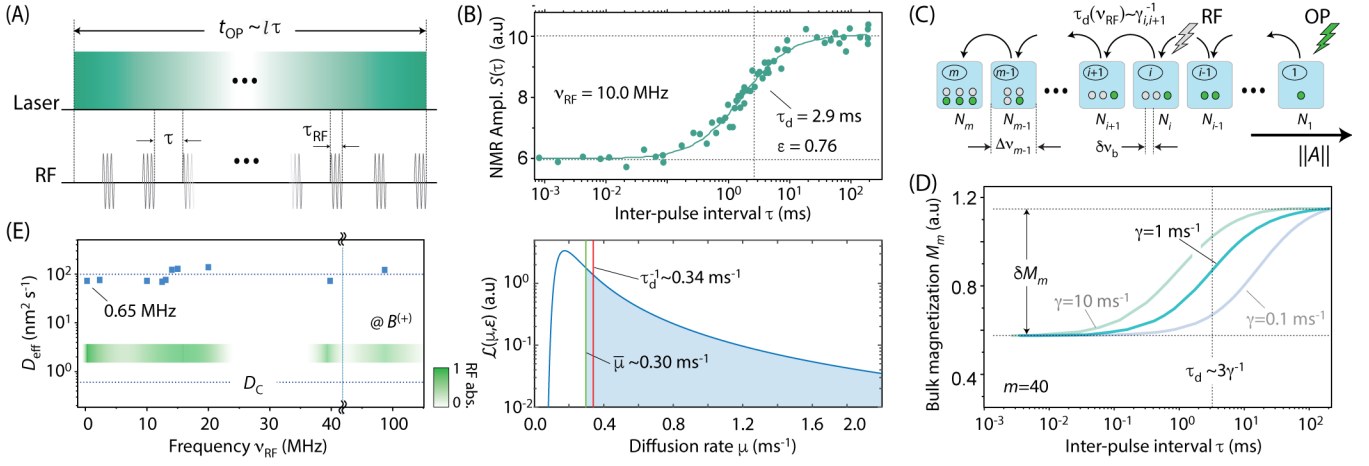 (A)
t_OP ~ l τ
Laser
τ
τ_RF
RF
(B)
NMR Ampl. S(τ) (a.u)
10
8
6
ν_RF = 10.0 MHz
τ_d = 2.9 ms
ε = 0.76
10^-3 10^-2 10^-1 10^0 10^1 10^2
Inter-pulse interval τ (ms)
(C)
τ_d(ν_RF)~γ^-1_i,i+1
RF
OP
m m-1 i+1 i i-1 1
N_m N_m-1 N_i+1 N_i N_i-1 N_1
Δν_m-1
δν_b
||A||
(D)
Bulk magnetization M_m (a.u)
1.2
0.9
0.6
0.4
δM_m
γ=1 ms^-1
γ=10 ms^-1
γ=0.1 ms^-1
τ_d ~3γ^-1
m=40
10^-3 10^-2 10^-1 10^0 10^1 10^2
Inter-pulse interval τ (ms)
(E)
D_eff (nm^2 s^-1)
10^2
10^1
10^0
0.65 MHz
@ B^(+)
D_C
RF abs.
1
0
0 10 20 30 40 100
Frequency ν_RF (MHz)
ℒ(μ,ε) (a.u)
10^0
10^-1
10^-2
τ_d^-1~0.34 ms^-1
μ̅ ~0.30 ms^-1
0.0 0.4 0.8 1.2 1.6 2.0
Diffusion rate μ (ms^-1)